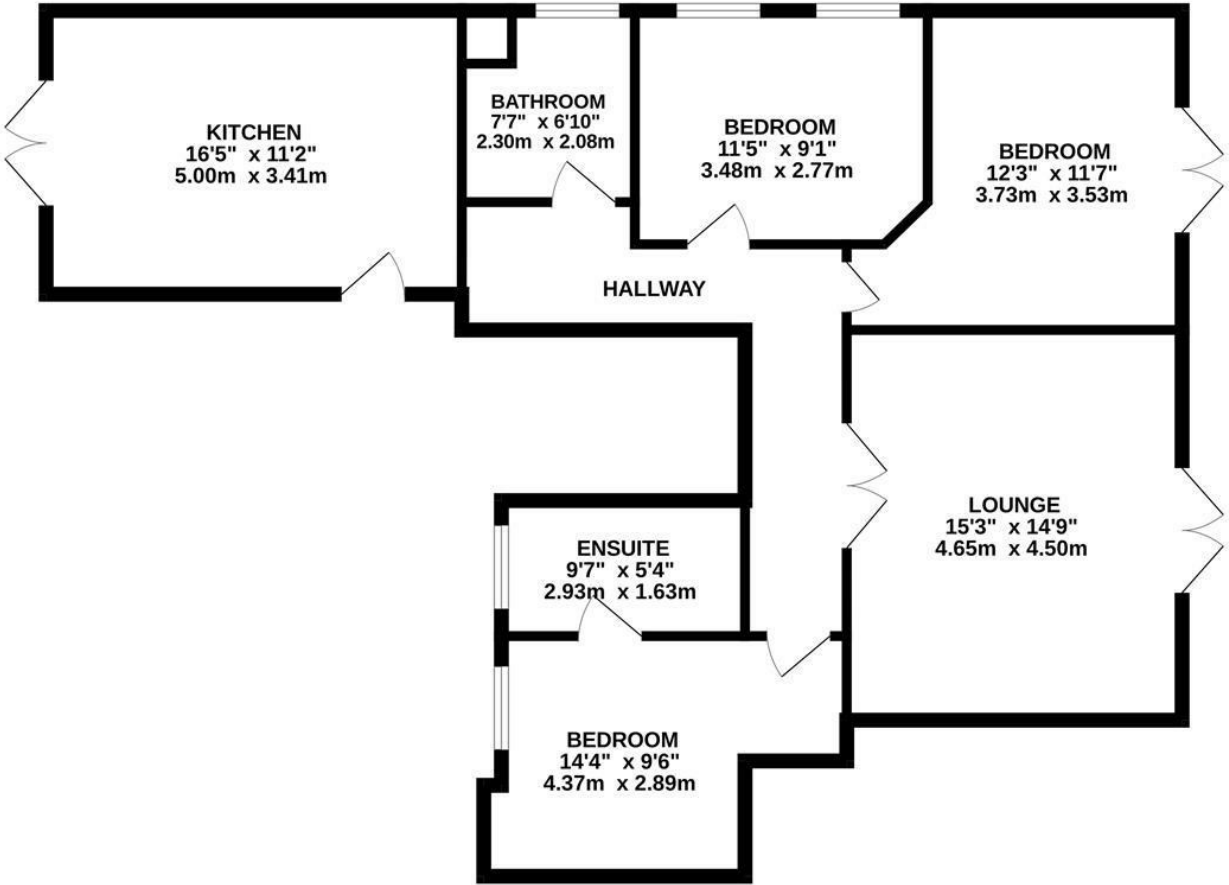 KITCHEN
16'5" x 11'2"
5.00m x 3.41m
BATHROOM
7'7" x 6'10"
2.30m x 2.08m
BEDROOM
11'5" x 9'1"
3.48m x 2.77m
BEDROOM
12'3" x 11'7"
3.73m x 3.53m
HALLWAY
LOUNGE
15'3" x 14'9"
4.65m x 4.50m
ENSUITE
9'7" x 5'4"
2.93m x 1.63m
BEDROOM
14'4" x 9'6"
4.37m x 2.89m